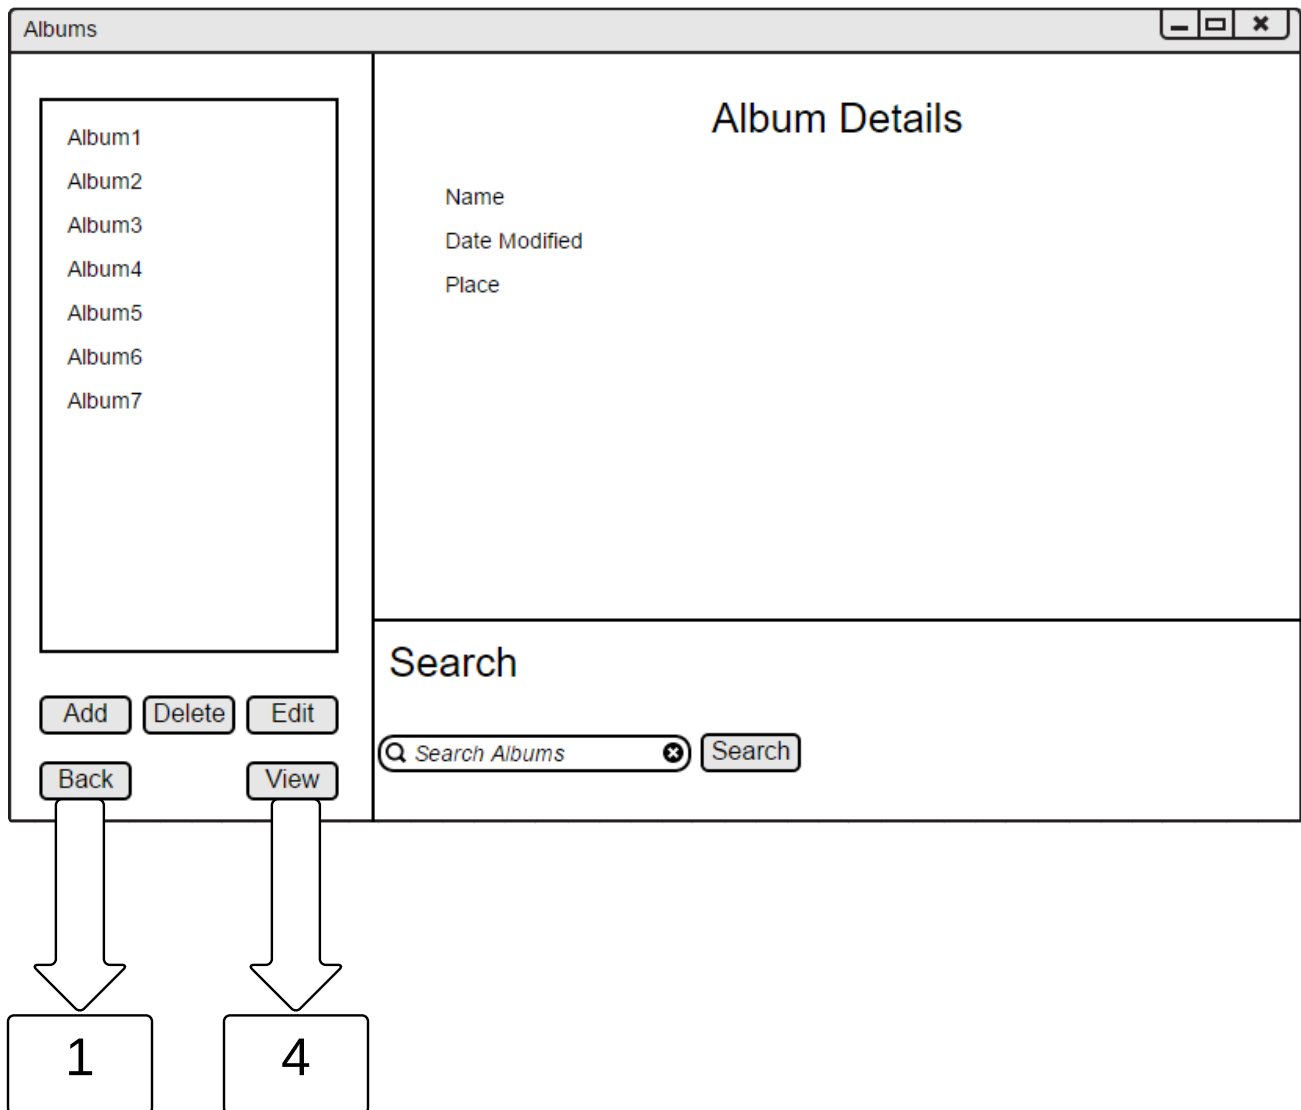 Albums
Album1
Album2
Album3
Album4
Album5
Album6
Album7
Add Delete Edit
Back View
Album Details
Name
Date Modified
Place
Search
Search Albums Search
1 4